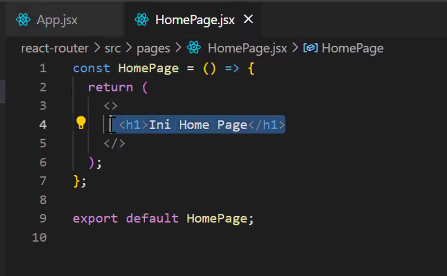 App.jsx HomePage.jsx ×
react-router > src > pages > HomePage.jsx > HomePage
1 const HomePage = () => {
2 return (
3 <>
4 <h1>Ini Home Page</h1>
5 </>
6 );
7 };
8
9 export default HomePage;
10